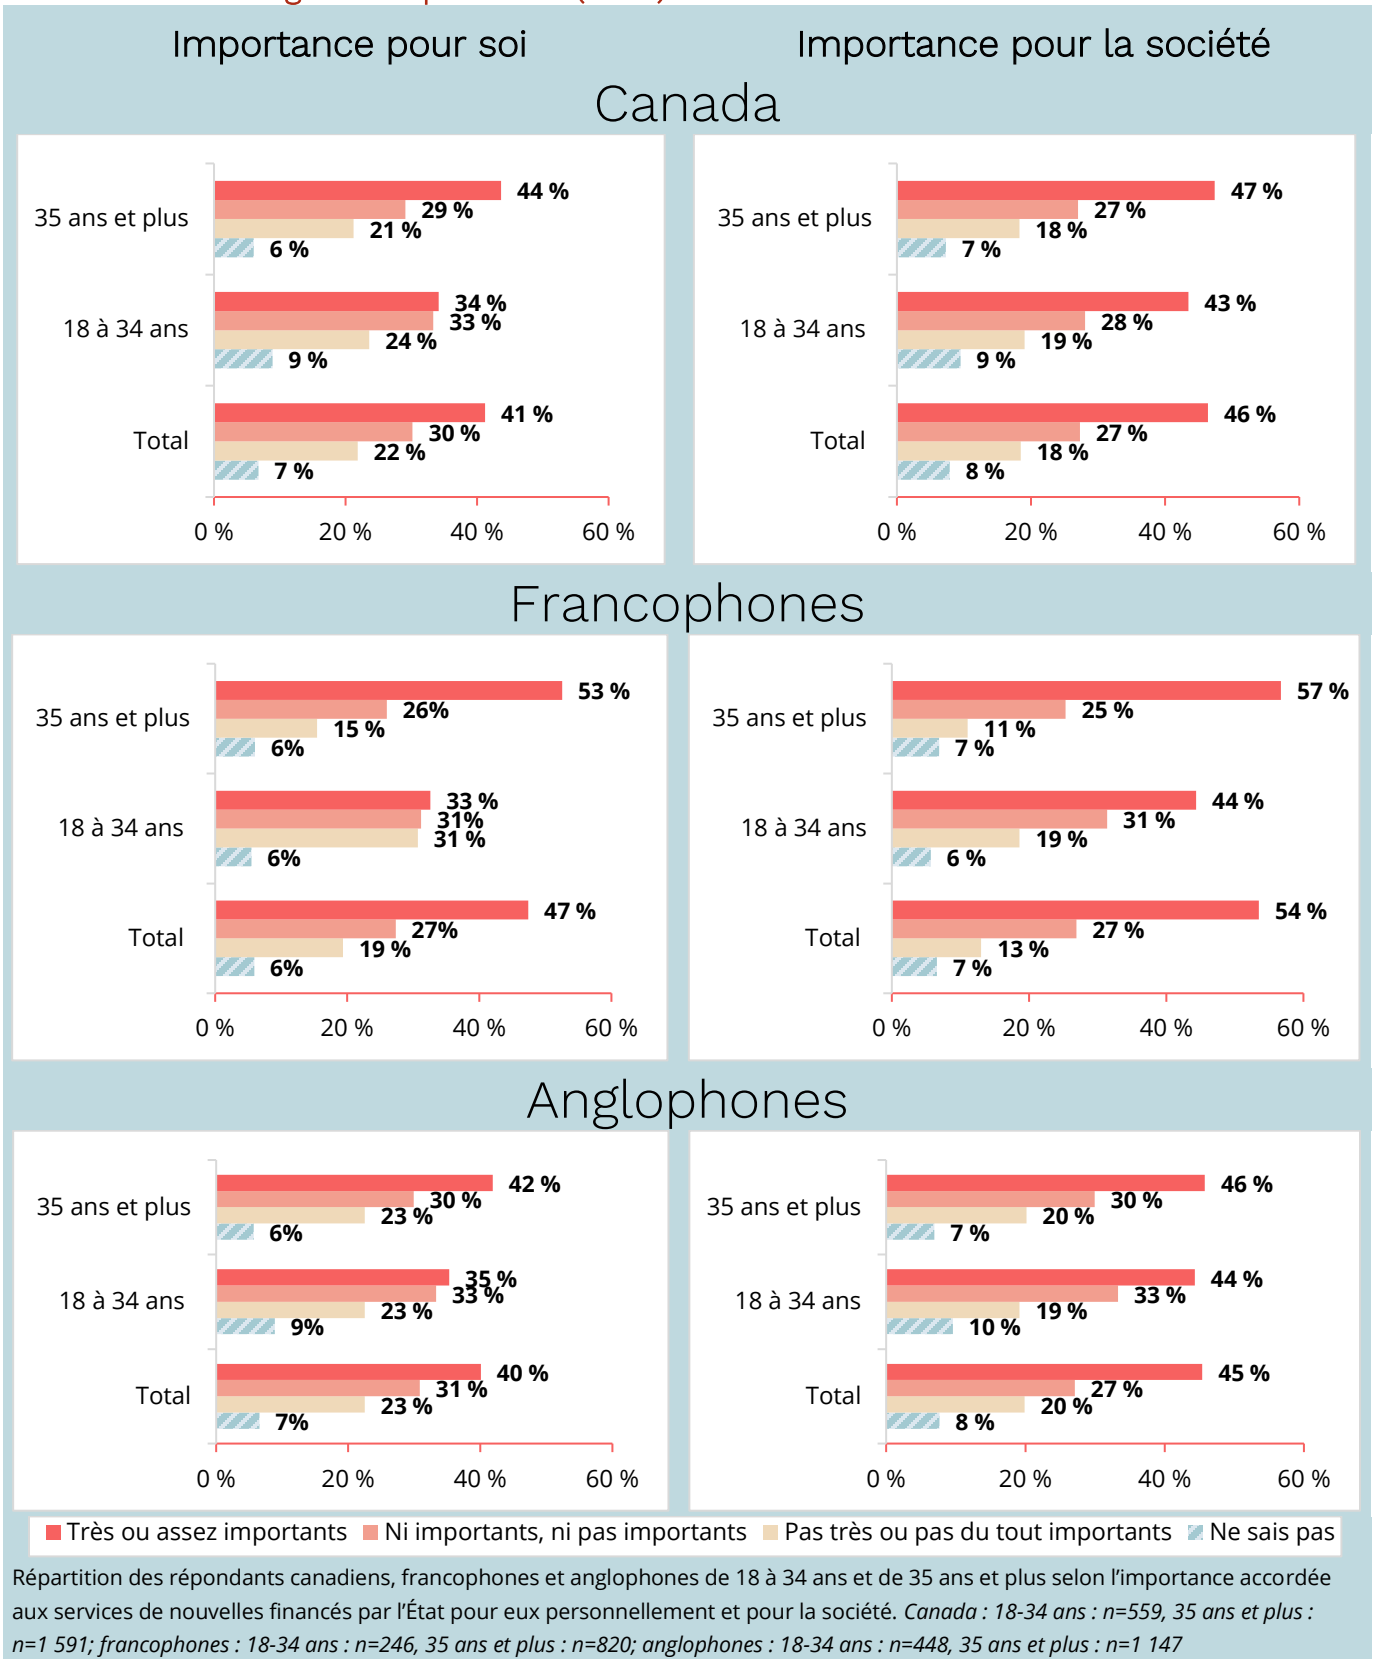 Importance pour soi
Importance pour la société
Canada
35 ans et plus
44 %
29 %
21 %
6 %
18 à 34 ans
34 %
33 %
24 %
9 %
Total
41 %
30 %
22 %
7 %
0 % 20 % 40 % 60 %
35 ans et plus
47 %
27 %
18 %
7 %
18 à 34 ans
43 %
28 %
19 %
9 %
Total
46 %
27 %
18 %
8 %
0 % 20 % 40 % 60 %
Francophones
35 ans et plus
53 %
26%
15 %
6%
18 à 34 ans
33 %
31%
31 %
6%
Total
47 %
27%
19 %
6%
0 % 20 % 40 % 60 %
35 ans et plus
57 %
25 %
11 %
7 %
18 à 34 ans
44 %
31 %
19 %
6 %
Total
54 %
27 %
13 %
7 %
0 % 20 % 40 % 60 %
Anglophones
35 ans et plus
42 %
30 %
23 %
6%
18 à 34 ans
35 %
33 %
23 %
9%
Total
40 %
31 %
23 %
7%
0 % 20 % 40 % 60 %
35 ans et plus
46 %
30 %
20 %
7 %
18 à 34 ans
44 %
33 %
19 %
10 %
Total
45 %
27 %
20 %
8 %
0 % 20 % 40 % 60 %
Très ou assez importants Ni importants, ni pas importants Pas très ou pas du tout importants Ne sais pas
Répartition des répondants canadiens, francophones et anglophones de 18 à 34 ans et de 35 ans et plus selon l’importance accordée
aux services de nouvelles financés par l’État pour eux personnellement et pour la société. Canada : 18-34 ans : n=559, 35 ans et plus :
n=1 591; francophones : 18-34 ans : n=246, 35 ans et plus : n=820; anglophones : 18-34 ans : n=448, 35 ans et plus : n=1 147